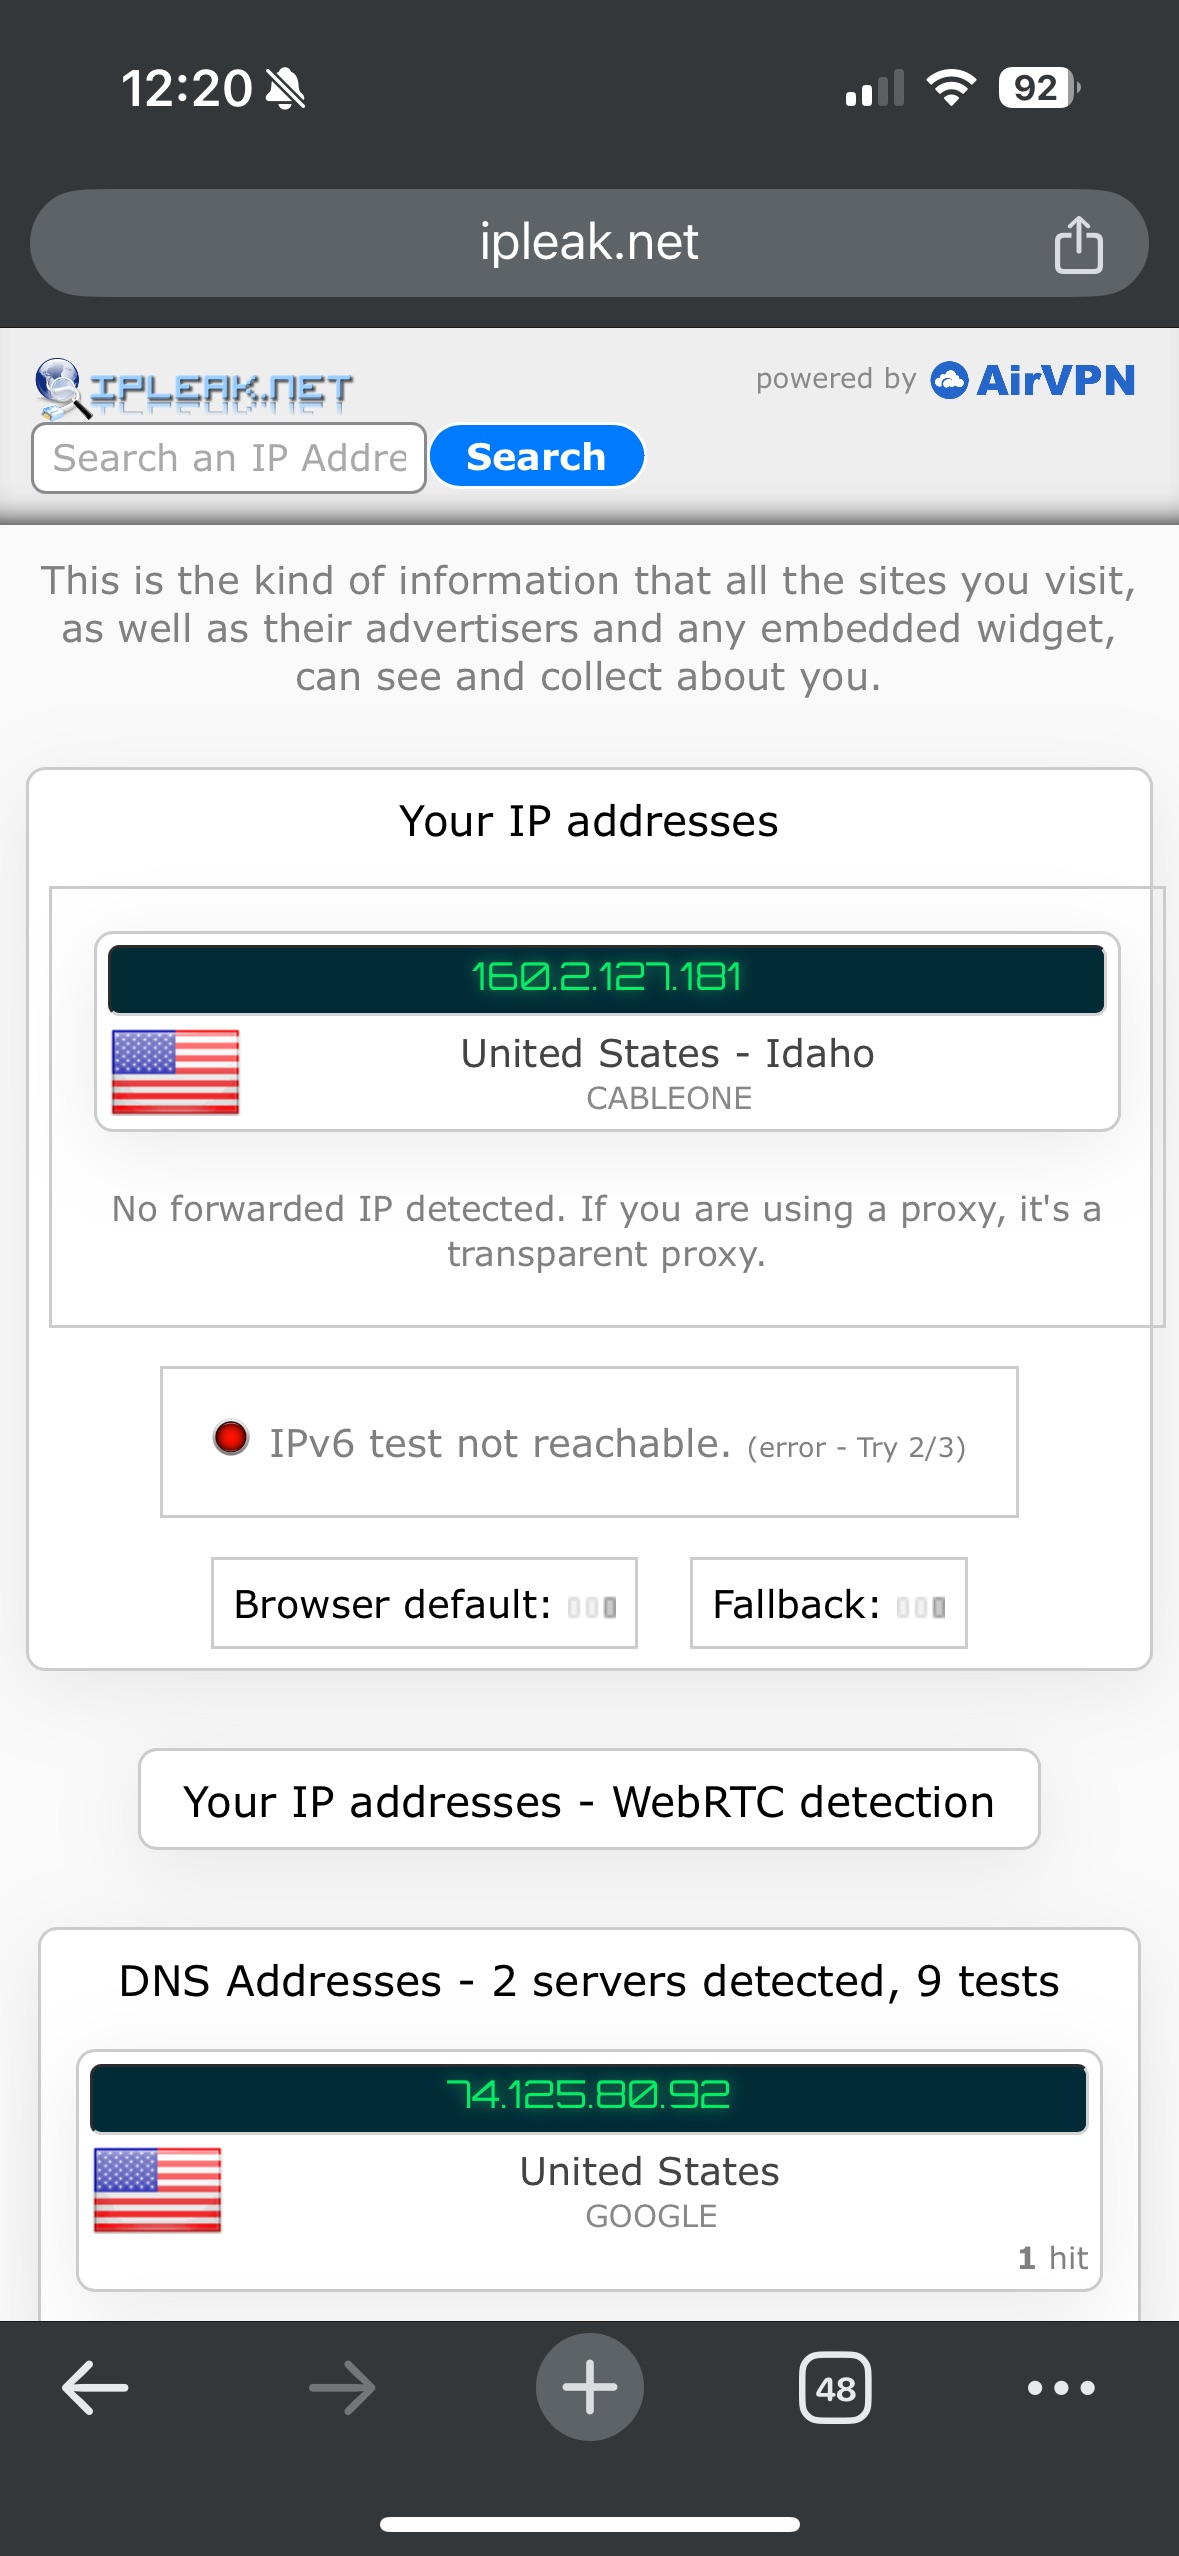 12:20
92
ipleak.net
IPLEAK.NET
powered by AirVPN
Search an IP Addre
Search
This is the kind of information that all the sites you visit,
as well as their advertisers and any embedded widget,
can see and collect about you.
Your IP addresses
160.2.127.181
United States - Idaho
CABLEONE
No forwarded IP detected. If you are using a proxy, it's a
transparent proxy.
IPv6 test not reachable. (error - Try 2/3)
Browser default:
Fallback:
Your IP addresses - WebRTC detection
DNS Addresses - 2 servers detected, 9 tests
74.125.80.92
United States
GOOGLE
1 hit
48